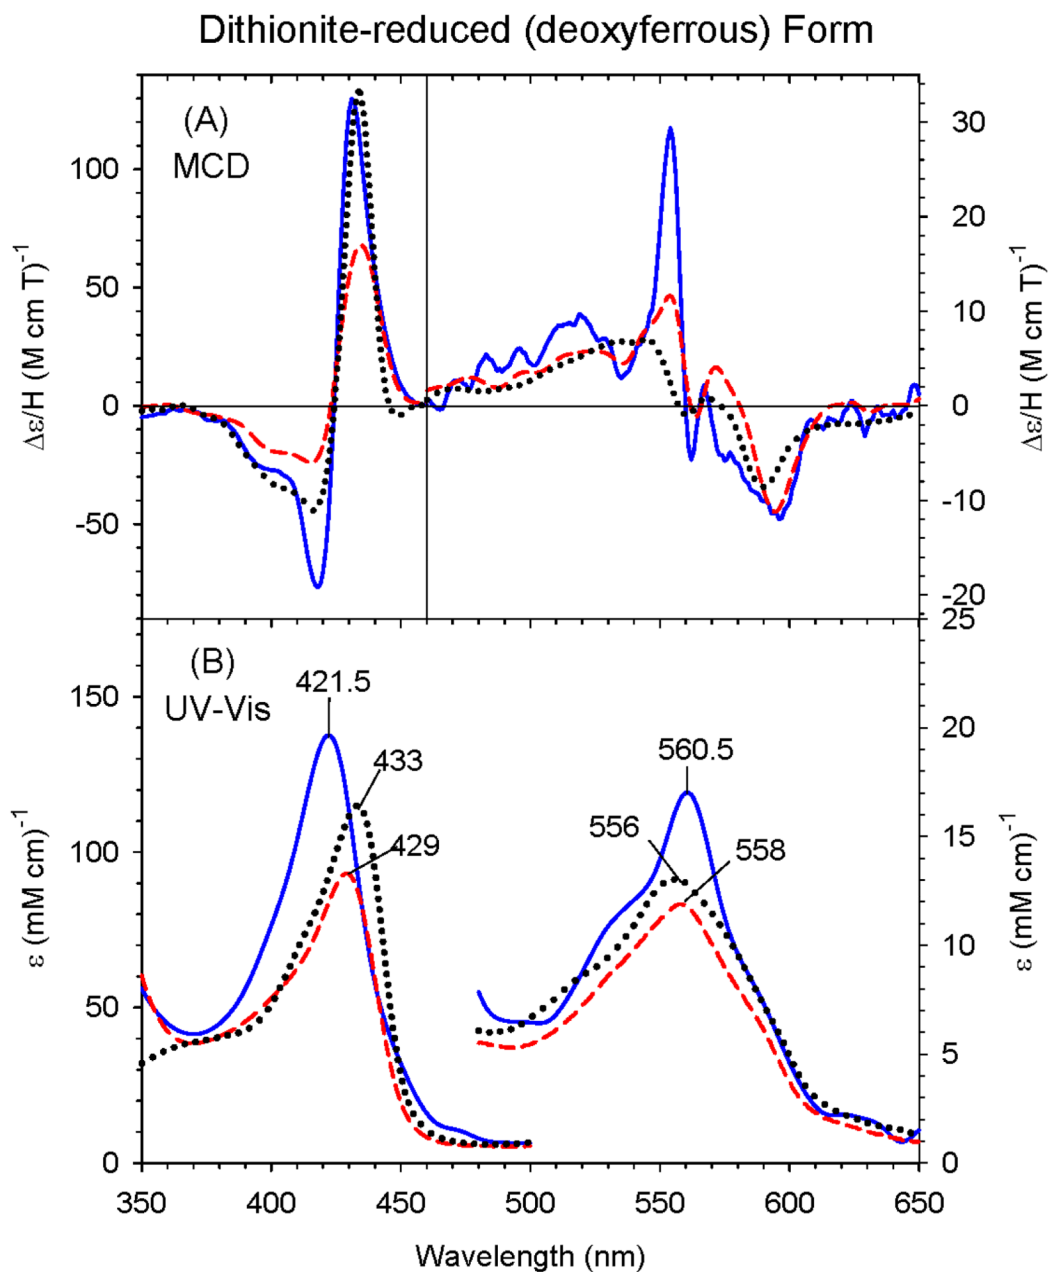 Dithionite-reduced (deoxyferrous) Form
(A)
MCD
Δε/H (M cm T)⁻¹
100
50
0
-50
30
20
10
0
-10
-20
Δε/H (M cm T)⁻¹
(B)
UV-Vis
421.5
433
429
560.5
556
558
ε (mM cm)⁻¹
150
100
50
0
25
20
15
10
5
0
ε (mM cm)⁻¹
350 400 450 500 550 600 650
Wavelength (nm)